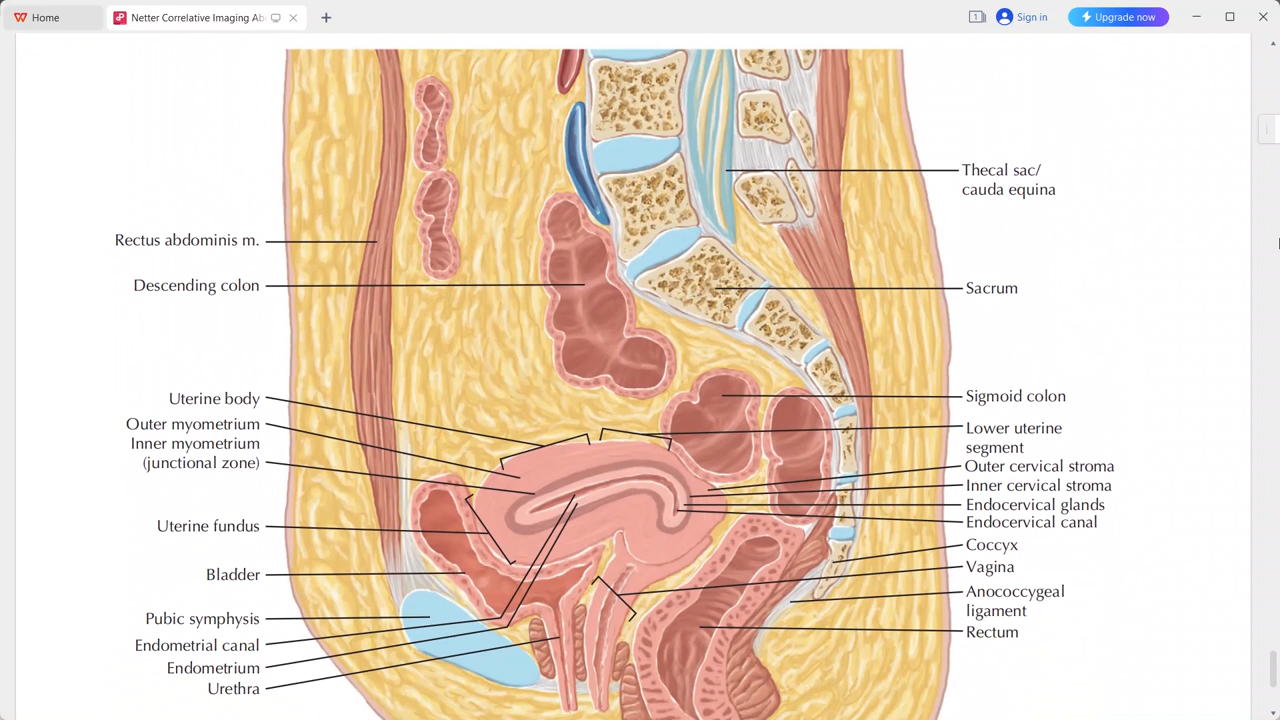 Home
Netter Correlative Imaging Ab
1
Sign in
Upgrade now
Thecal sac/
cauda equina
Rectus abdominis m.
Descending colon
Sacrum
Uterine body
Outer myometrium
Inner myometrium
(junctional zone)
Uterine fundus
Bladder
Pubic symphysis
Endometrial canal
Endometrium
Urethra
Sigmoid colon
Lower uterine
segment
Outer cervical stroma
Inner cervical stroma
Endocervical glands
Endocervical canal
Coccyx
Vagina
Anococcygeal
ligament
Rectum